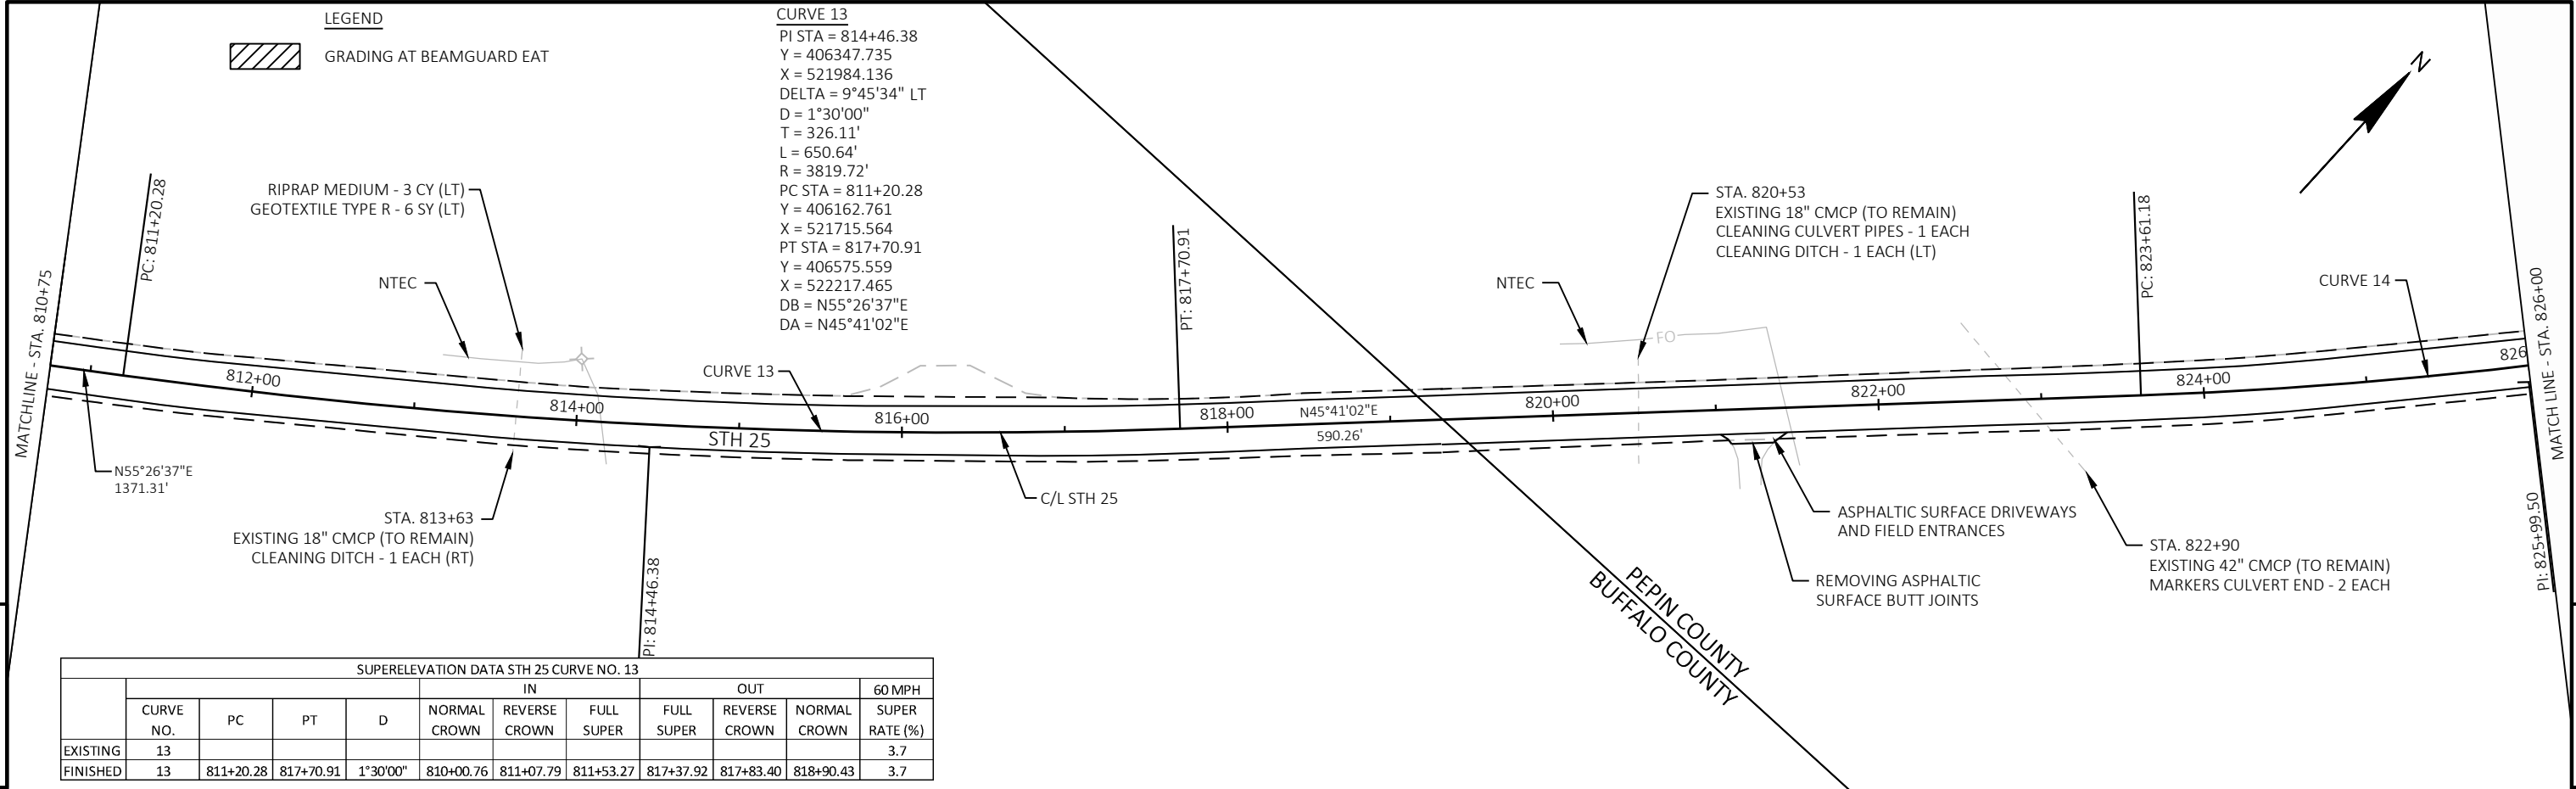 LEGEND
GRADING AT BEAMGUARD EAT
CURVE 13
PI STA = 814+46.38
Y = 406347.735
X = 521984.136
DELTA = 9°45'34" LT
D = 1°30'00"
T = 326.11'
L = 650.64'
R = 3819.72'
PC STA = 811+20.28
Y = 406162.761
X = 521715.564
PT STA = 817+70.91
Y = 406575.559
X = 522217.465
DB = N55°26'37"E
DA = N45°41'02"E
N
MATCHLINE - STA. 810+75
PC: 811+20.28
RIPRAP MEDIUM - 3 CY (LT)
GEOTEXTILE TYPE R - 6 SY (LT)
NTEC
PT: 817+70.91
STA. 820+53
EXISTING 18" CMCP (TO REMAIN)
CLEANING CULVERT PIPES - 1 EACH
CLEANING DITCH - 1 EACH (LT)
NTEC
FO
PC: 823+61.18
CURVE 14
MATCH LINE - STA. 826+00
812+00
814+00
816+00
818+00
820+00
822+00
824+00
826
CURVE 13
STH 25
N45°41'02"E
590.26'
N55°26'37"E
1371.31'
C/L STH 25
STA. 813+63
EXISTING 18" CMCP (TO REMAIN)
CLEANING DITCH - 1 EACH (RT)
PI: 814+46.38
ASPHALTIC SURFACE DRIVEWAYS
AND FIELD ENTRANCES
REMOVING ASPHALTIC
SURFACE BUTT JOINTS
STA. 822+90
EXISTING 42" CMCP (TO REMAIN)
MARKERS CULVERT END - 2 EACH
PI: 825+99.50
PEPIN COUNTY
BUFFALO COUNTY
SUPERELEVATION DATA STH 25 CURVE NO. 13
IN OUT 60 MPH
CURVE NO. PC PT D NORMAL CROWN REVERSE CROWN FULL SUPER FULL SUPER REVERSE CROWN NORMAL CROWN SUPER RATE (%)
EXISTING 13 3.7
FINISHED 13 811+20.28 817+70.91 1°30'00" 810+00.76 811+07.79 811+53.27 817+37.92 817+83.40 818+90.43 3.7